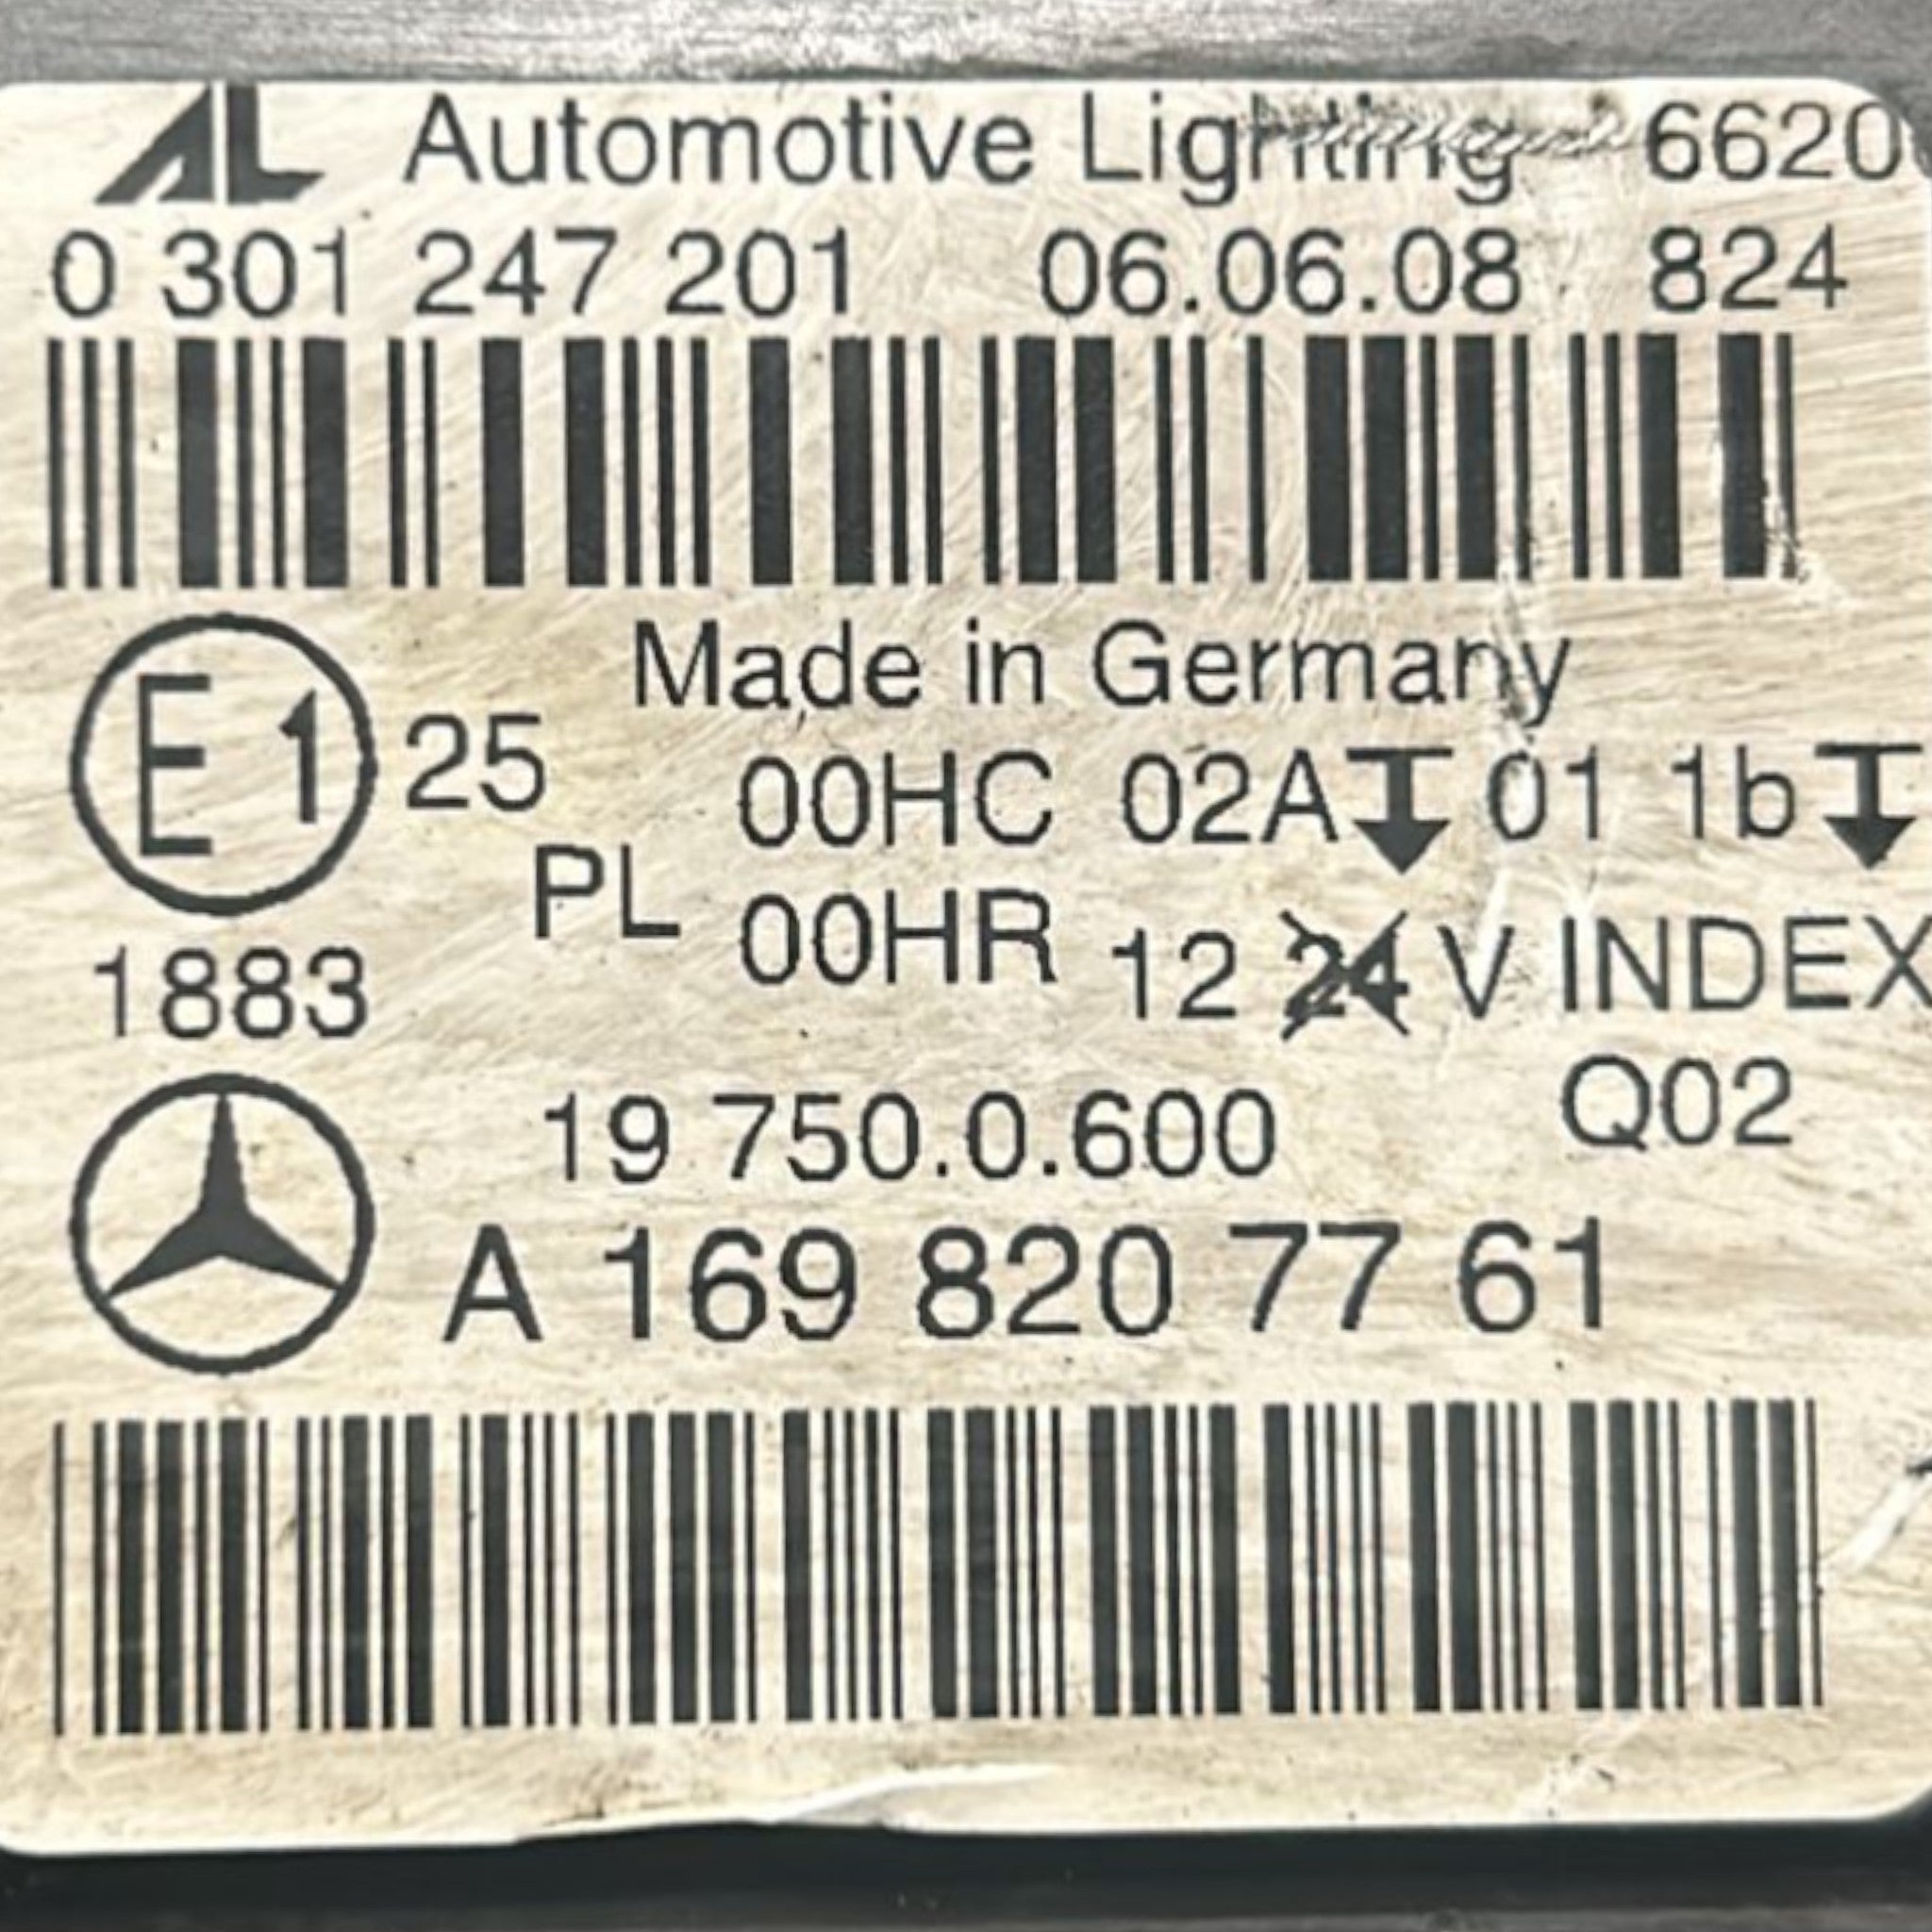 AL Automotive Lighting 6620
0 301 247 201 06.06.08 824
Made in Germany
E1 25 00HC 02A 01 1b
PL 00HR 12 24 V INDEX
1883
Q02
19 750.0.600
A 169 820 77 61